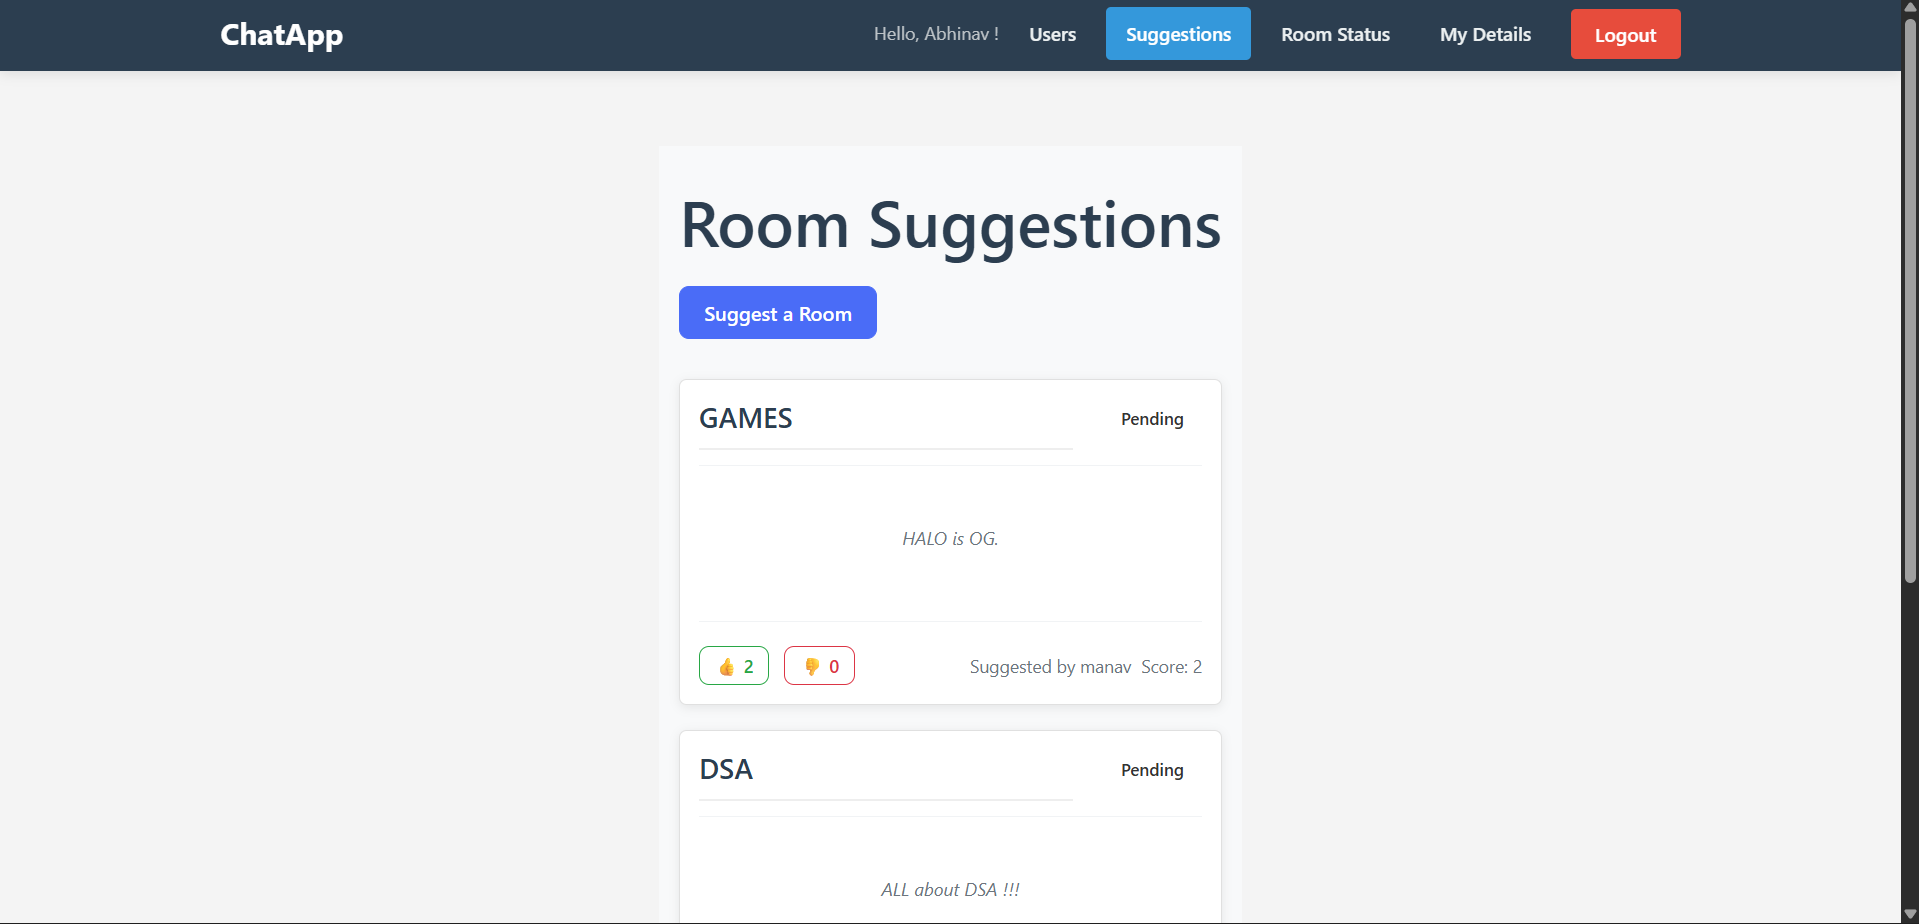 ChatApp Hello, Abhinav ! Users Suggestions Room Status My Details Logout
Room Suggestions
Suggest a Room
GAMES Pending
HALO is OG.
👍 2 👎 0 Suggested by manav Score: 2
DSA Pending
ALL about DSA !!!